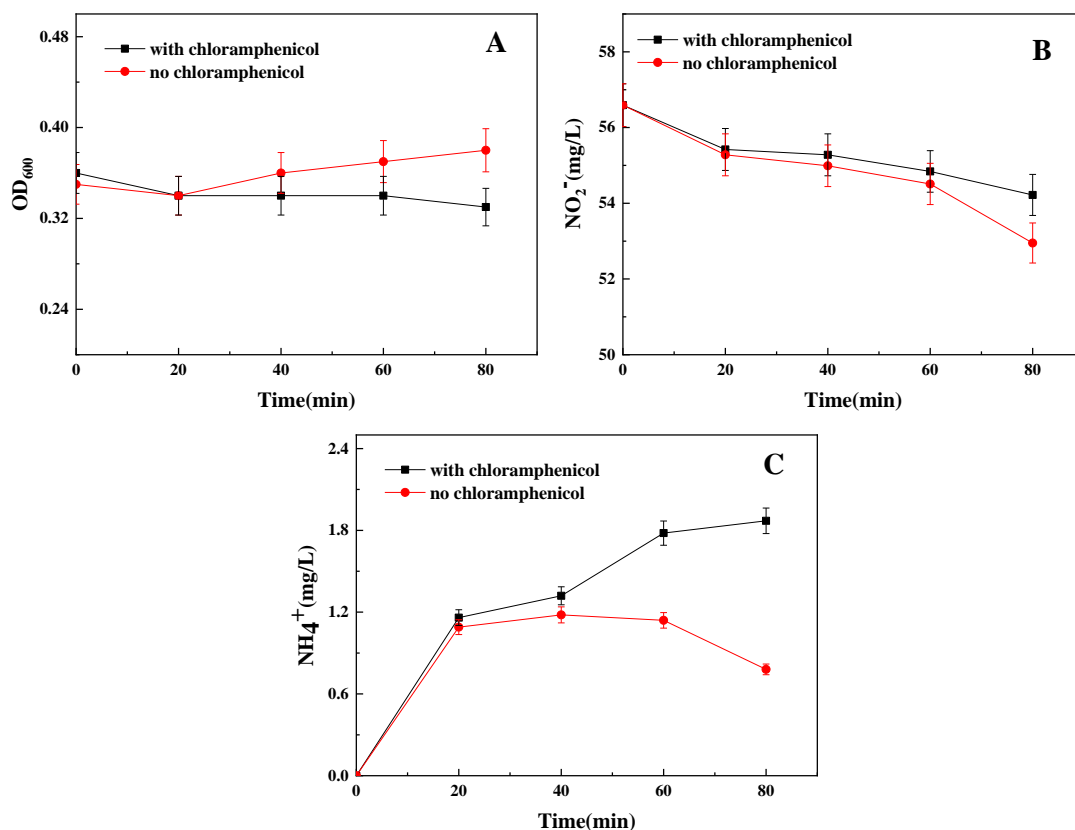 A
with chloramphenicol
no chloramphenicol
0.48
0.40
0.32
0.24
OD₆₀₀
0 20 40 60 80
Time(min)
B
with chloramphenicol
no chloramphenicol
58
56
54
52
50
NO₂⁻(mg/L)
0 20 40 60 80
Time(min)
C
with chloramphenicol
no chloramphenicol
2.4
1.8
1.2
0.6
0.0
NH4⁺(mg/L)
0 20 40 60 80
Time(min)